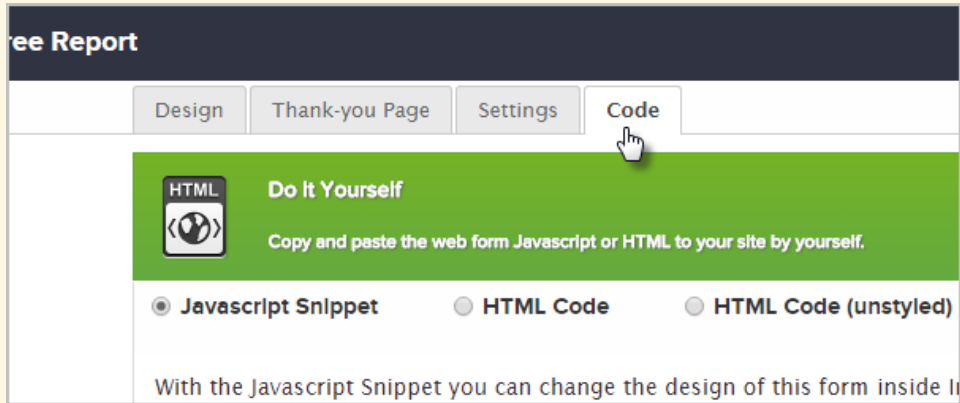 ee Report
Design Thank-you Page Settings Code
HTML
Do It Yourself
Copy and paste the web form Javascript or HTML to your site by yourself.
Javascript Snippet HTML Code HTML Code (unstyled)
With the Javascript Snippet you can change the design of this form inside